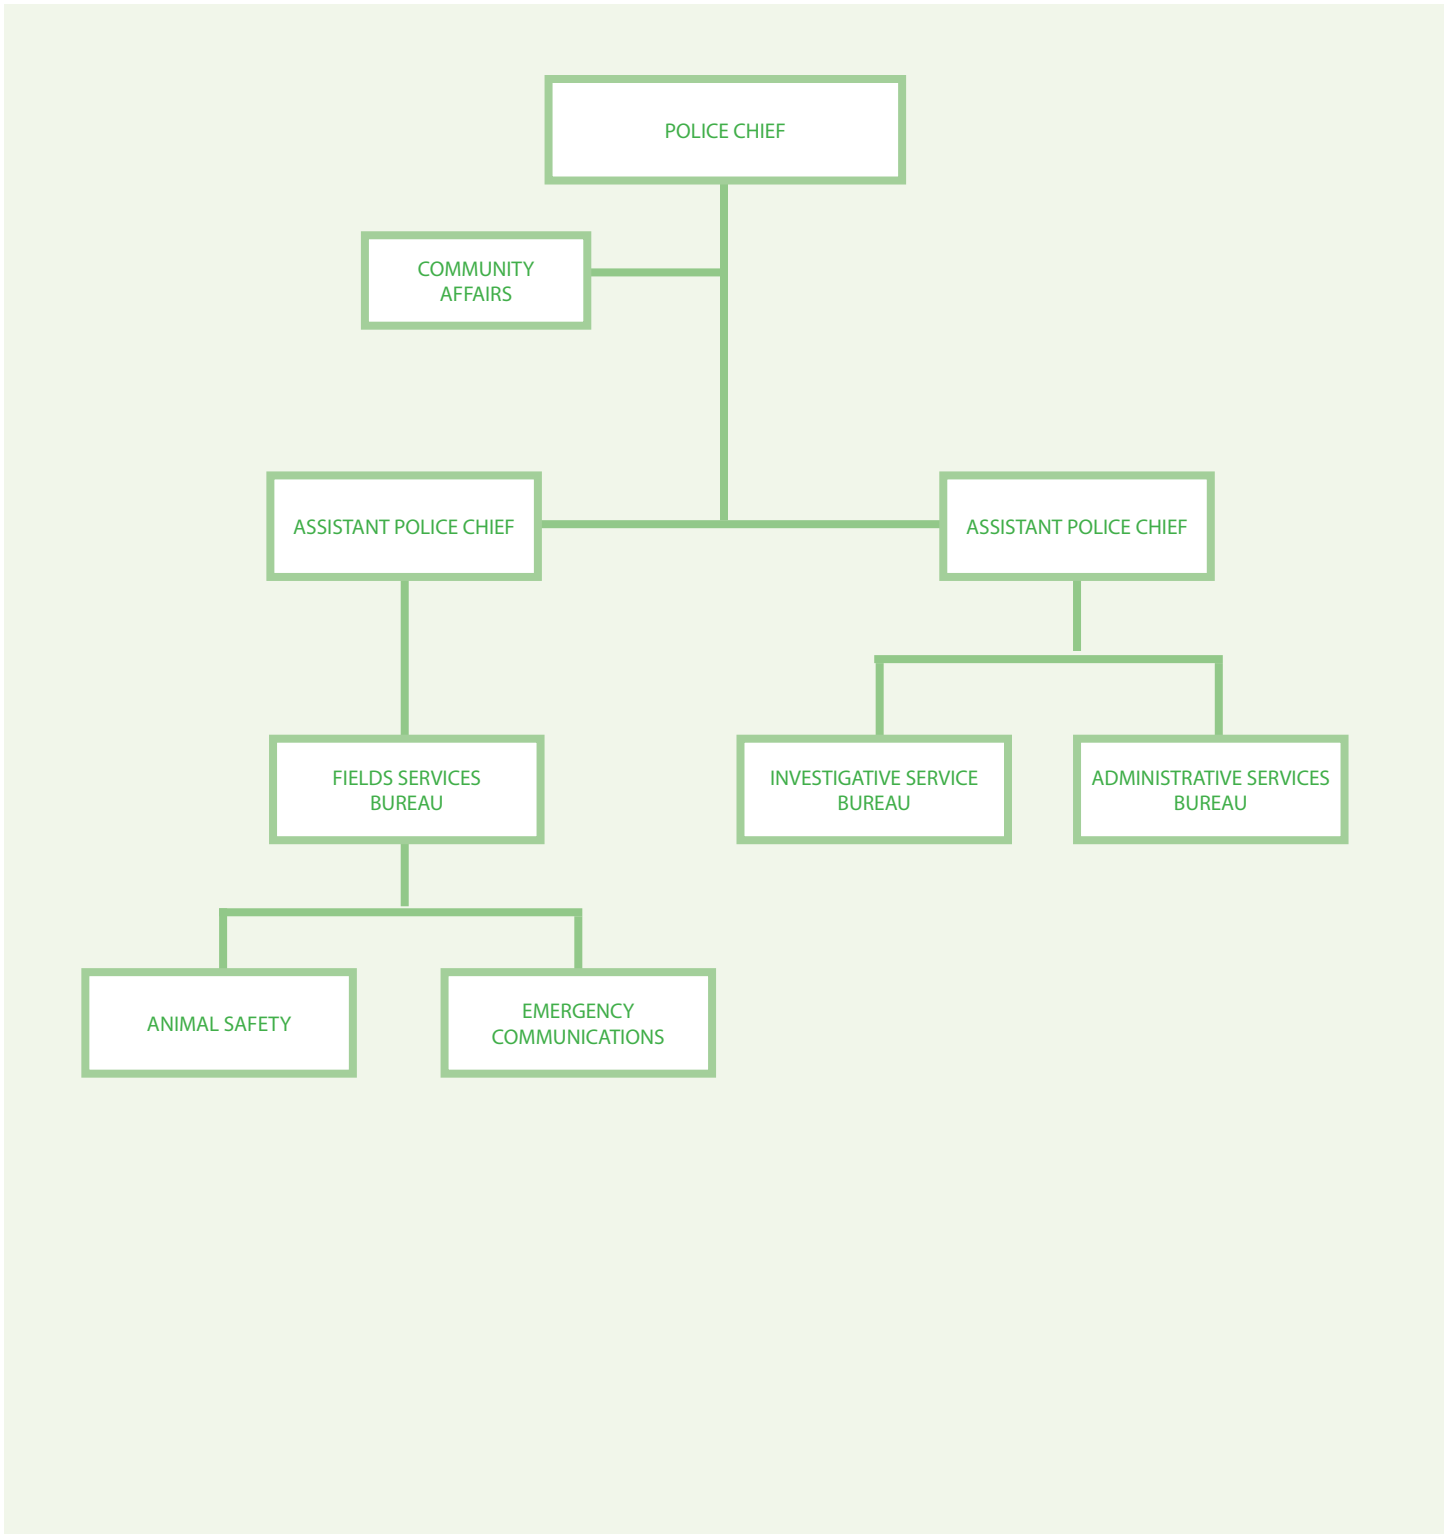 POLICE CHIEF
COMMUNITY
AFFAIRS
ASSISTANT POLICE CHIEF
ASSISTANT POLICE CHIEF
FIELDS SERVICES
BUREAU
INVESTIGATIVE SERVICE
BUREAU
ADMINISTRATIVE SERVICES
BUREAU
ANIMAL SAFETY
EMERGENCY
COMMUNICATIONS